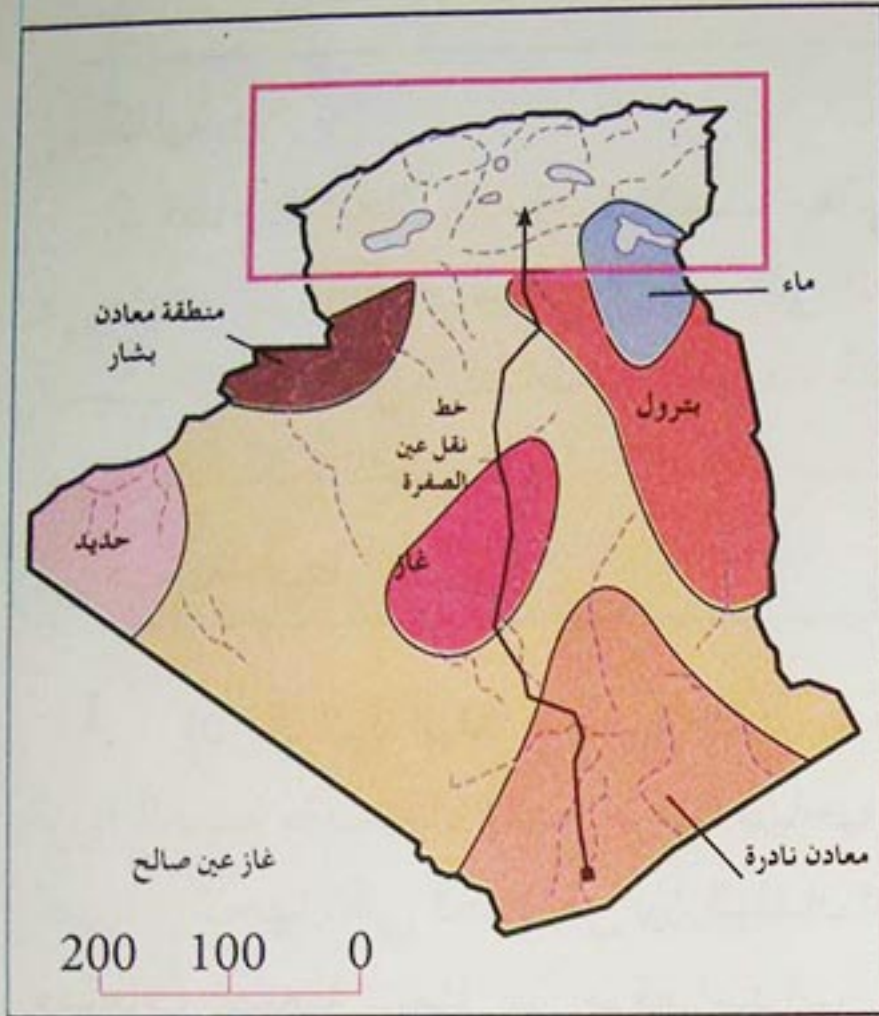 ماء
منطقة معادن
بشار
بترول
خط
نقل عين
الصفرة
غاز
حديد
معادن نادرة
غاز عين صالح
200 100 0